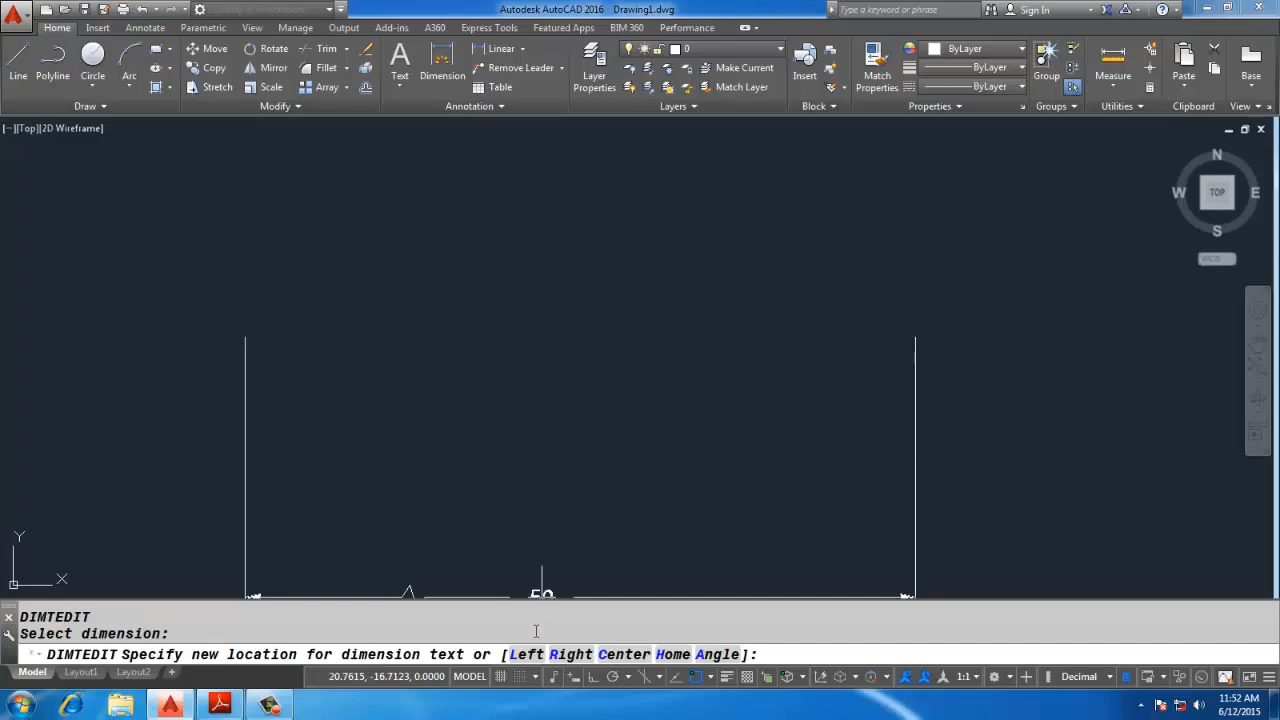 Autodesk AutoCAD 2016 Drawing1.dwg
Type a keyword or phrase
Sign In
Home Insert Annotate Parametric View Manage Output Add-ins A360 Express Tools Featured Apps BIM 360 Performance
Line Polyline Circle Arc
Move Rotate Trim
Copy Mirror Fillet
Stretch Scale Array
Text Dimension
Linear
Remove Leader
Table
Layer Properties
0
Make Current
Match Layer
Insert
Match Properties
ByLayer
ByLayer
ByLayer
Group Measure Paste Base
Draw Modify Annotation Layers Block Properties Groups Utilities Clipboard View
[−][Top][2D Wireframe]
N
W TOP E
S
WCS
Y
X
DIMTEDIT
Select dimension:
DIMTEDIT Specify new location for dimension text or [Left Right Center Home Angle]:
Model Layout1 Layout2 +
20.7615, -16.7123, 0.0000 MODEL 1:1 Decimal
11:52 AM
6/12/2015